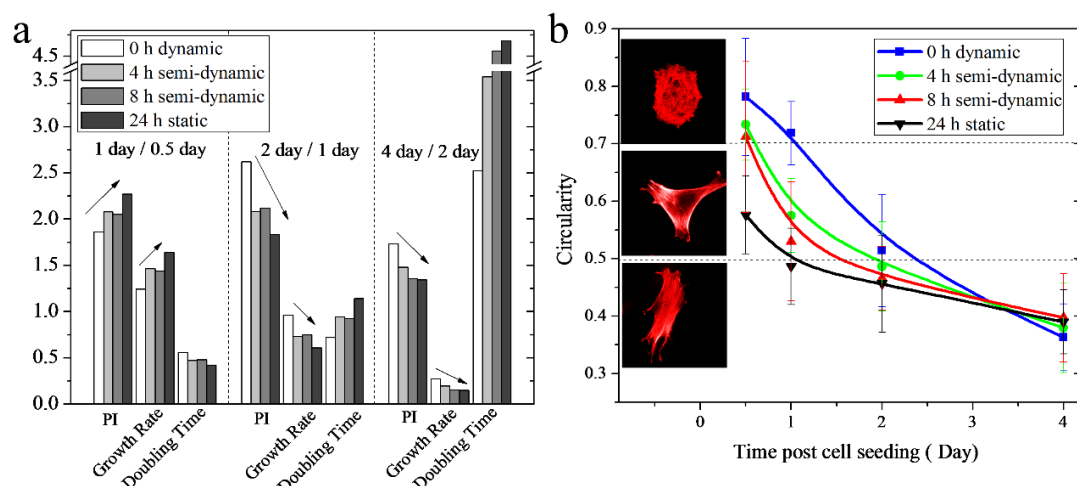 a
4.5
3.5
3.0
2.5
2.0
1.5
1.0
0.5
0.0
0 h dynamic
4 h semi-dynamic
8 h semi-dynamic
24 h static
1 day / 0.5 day
2 day / 1 day
4 day / 2 day
PI
Growth Rate
Doubling Time
PI
Growth Rate
Doubling Time
PI
Growth Rate
Doubling Time
b
0.9
0.8
0.7
0.6
0.5
0.4
0.3
Circularity
0 h dynamic
4 h semi-dynamic
8 h semi-dynamic
24 h static
0 1 2 3 4
Time post cell seeding ( Day)